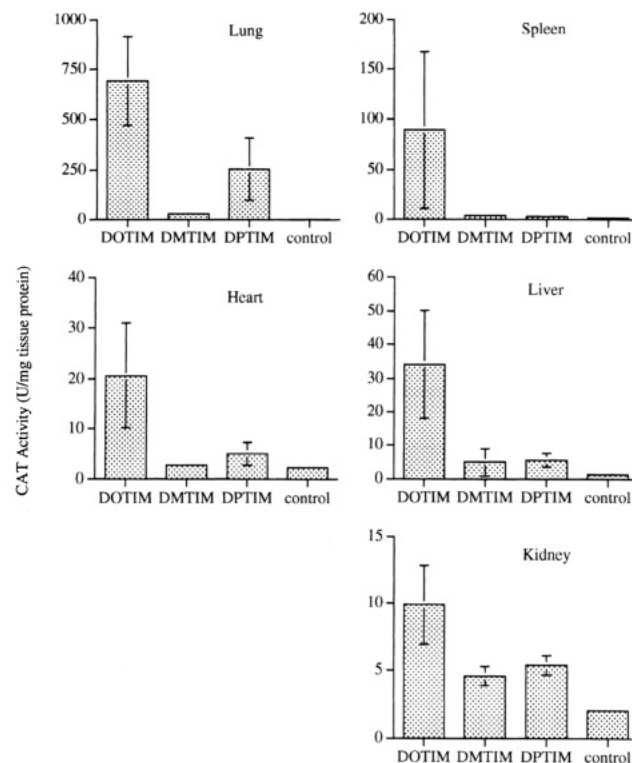 CAT Activity (U/mg tissue protein)
Lung
1000
750
500
250
0
DOTIM DMTIM DPTIM control
Spleen
200
150
100
50
0
DOTIM DMTIM DPTIM control
Heart
40
30
20
10
0
DOTIM DMTIM DPTIM control
Liver
60
50
40
30
20
10
0
DOTIM DMTIM DPTIM control
Kidney
15
10
5
0
DOTIM DMTIM DPTIM control